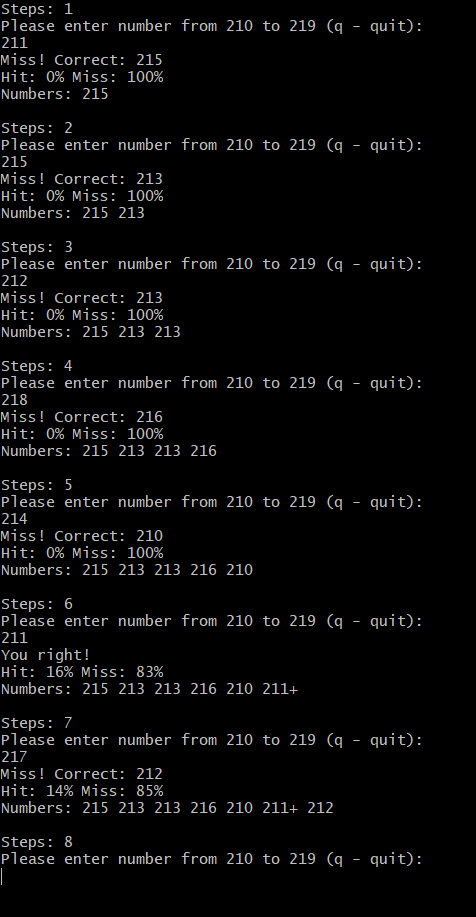 Steps: 1
Please enter number from 210 to 219 (q - quit):
211
Miss! Correct: 215
Hit: 0% Miss: 100%
Numbers: 215
Steps: 2
Please enter number from 210 to 219 (q - quit):
215
Miss! Correct: 213
Hit: 0% Miss: 100%
Numbers: 215 213
Steps: 3
Please enter number from 210 to 219 (q - quit):
212
Miss! Correct: 213
Hit: 0% Miss: 100%
Numbers: 215 213 213
Steps: 4
Please enter number from 210 to 219 (q - quit):
218
Miss! Correct: 216
Hit: 0% Miss: 100%
Numbers: 215 213 213 216
Steps: 5
Please enter number from 210 to 219 (q - quit):
214
Miss! Correct: 210
Hit: 0% Miss: 100%
Numbers: 215 213 213 216 210
Steps: 6
Please enter number from 210 to 219 (q - quit):
211
You right!
Hit: 16% Miss: 83%
Numbers: 215 213 213 216 210 211+
Steps: 7
Please enter number from 210 to 219 (q - quit):
217
Miss! Correct: 212
Hit: 14% Miss: 85%
Numbers: 215 213 213 216 210 211+ 212
Steps: 8
Please enter number from 210 to 219 (q - quit):